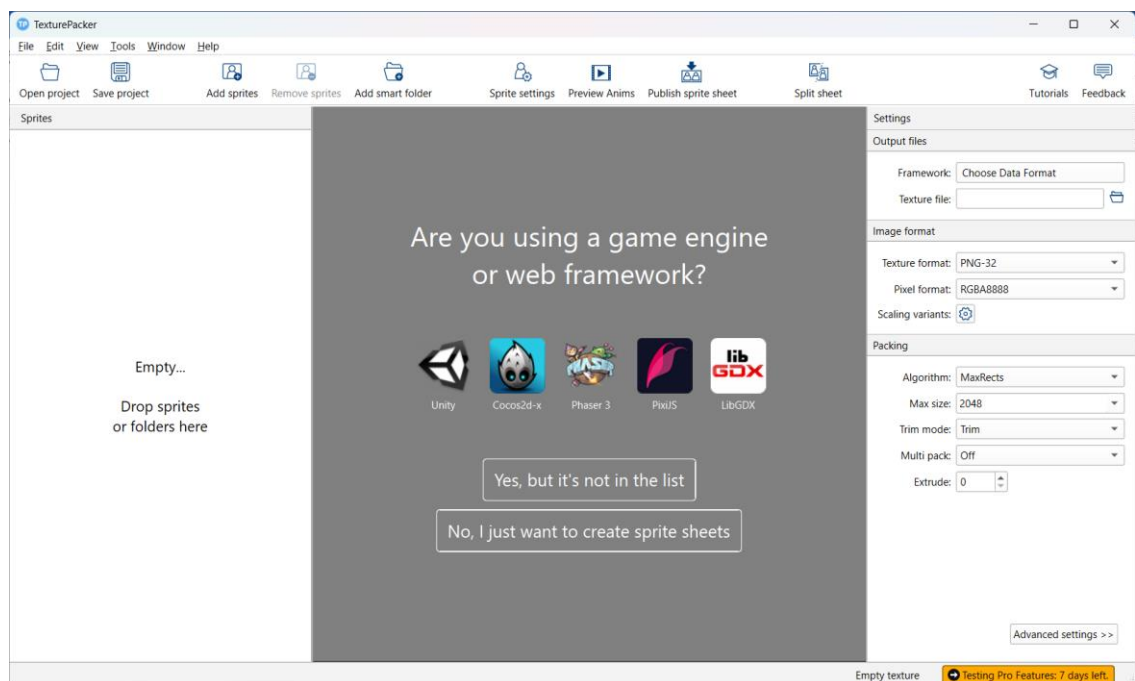 TexturePacker
File Edit View Tools Window Help
Open project Save project Add sprites Remove sprites Add smart folder Sprite settings Preview Anims Publish sprite sheet Split sheet Tutorials Feedback
Sprites
Empty...
Drop sprites
or folders here
Are you using a game engine
or web framework?
lib
GDX
Unity Cocos2d-x Phaser 3 PixiJS LibGDX
Yes, but it's not in the list
No, I just want to create sprite sheets
Settings
Output files
Framework: Choose Data Format
Texture file:
Image format
Texture format: PNG-32
Pixel format: RGBA8888
Scaling variants:
Packing
Algorithm: MaxRects
Max size: 2048
Trim mode: Trim
Multi pack: Off
Extrude: 0
Advanced settings >>
Empty texture Testing Pro Features: 7 days left.